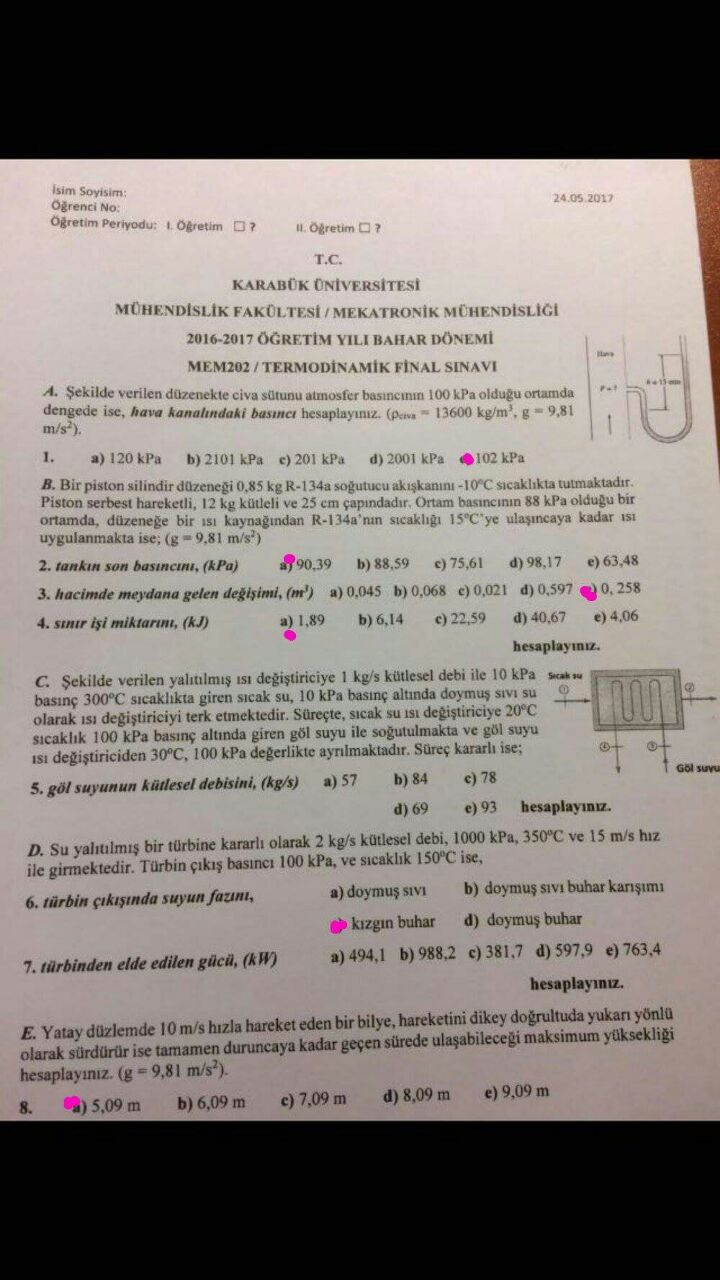 İsim Soyisim:
24.05.2017
Öğrenci No:
Öğretim Periyodu: I. Öğretim ☐ ? II. Öğretim ☐ ?
T.C.
KARABÜK ÜNİVERSİTESİ
MÜHENDİSLİK FAKÜLTESİ / MEKATRONİK MÜHENDİSLİĞİ
2016-2017 ÖĞRETİM YILI BAHAR DÖNEMİ
MEM202 / TERMODİNAMİK FİNAL SINAVI
Hava
P = ?
h = 15 mm
A. Şekilde verilen düzenekte civa sütunu atmosfer basıncının 100 kPa olduğu ortamda
dengede ise, hava kanalındaki basıncı hesaplayınız. (ρciva = 13600 kg/m³, g = 9,81
m/s²).
1. a) 120 kPa b) 2101 kPa c) 201 kPa d) 2001 kPa 102 kPa
B. Bir piston silindir düzeneği 0,85 kg R-134a soğutucu akışkanını -10°C sıcaklıkta tutmaktadır.
Piston serbest hareketli, 12 kg kütleli ve 25 cm çapındadır. Ortam basıncının 88 kPa olduğu bir
ortamda, düzeneğe bir ısı kaynağından R-134a'nın sıcaklığı 15°C'ye ulaşıncaya kadar ısı
uygulanmakta ise; (g = 9,81 m/s²)
2. tankın son basıncını, (kPa) a) 90,39 b) 88,59 c) 75,61 d) 98,17 e) 63,48
3. hacimde meydana gelen değişimi, (m³) a) 0,045 b) 0,068 c) 0,021 d) 0,597 ) 0, 258
4. sınır işi miktarını, (kJ) a) 1,89 b) 6,14 c) 22,59 d) 40,67 e) 4,06
hesaplayınız.
C. Şekilde verilen yalıtılmış ısı değiştiriciye 1 kg/s kütlesel debi ile 10 kPa
basınç 300°C sıcaklıkta giren sıcak su, 10 kPa basınç altında doymuş sıvı su
olarak ısı değiştiriciyi terk etmektedir. Süreçte, sıcak su ısı değiştiriciye 20°C
sıcaklık 100 kPa basınç altında giren göl suyu ile soğutulmakta ve göl suyu
ısı değiştiriciden 30°C, 100 kPa değerlikte ayrılmaktadır. Süreç kararlı ise;
Sıcak su
1
2
4
3
Göl suyu
5. göl suyunun kütlesel debisini, (kg/s) a) 57 b) 84 c) 78
d) 69 e) 93 hesaplayınız.
D. Su yalıtılmış bir türbine kararlı olarak 2 kg/s kütlesel debi, 1000 kPa, 350°C ve 15 m/s hız
ile girmektedir. Türbin çıkış basıncı 100 kPa, ve sıcaklık 150°C ise,
6. türbin çıkışında suyun fazını, a) doymuş sıvı b) doymuş sıvı buhar karışımı
) kızgın buhar d) doymuş buhar
7. türbinden elde edilen gücü, (kW) a) 494,1 b) 988,2 c) 381,7 d) 597,9 e) 763,4
hesaplayınız.
E. Yatay düzlemde 10 m/s hızla hareket eden bir bilye, hareketini dikey doğrultuda yukarı yönlü
olarak sürdürür ise tamamen duruncaya kadar geçen sürede ulaşabileceği maksimum yüksekliği
hesaplayınız. (g = 9,81 m/s²).
8. a) 5,09 m b) 6,09 m c) 7,09 m d) 8,09 m e) 9,09 m